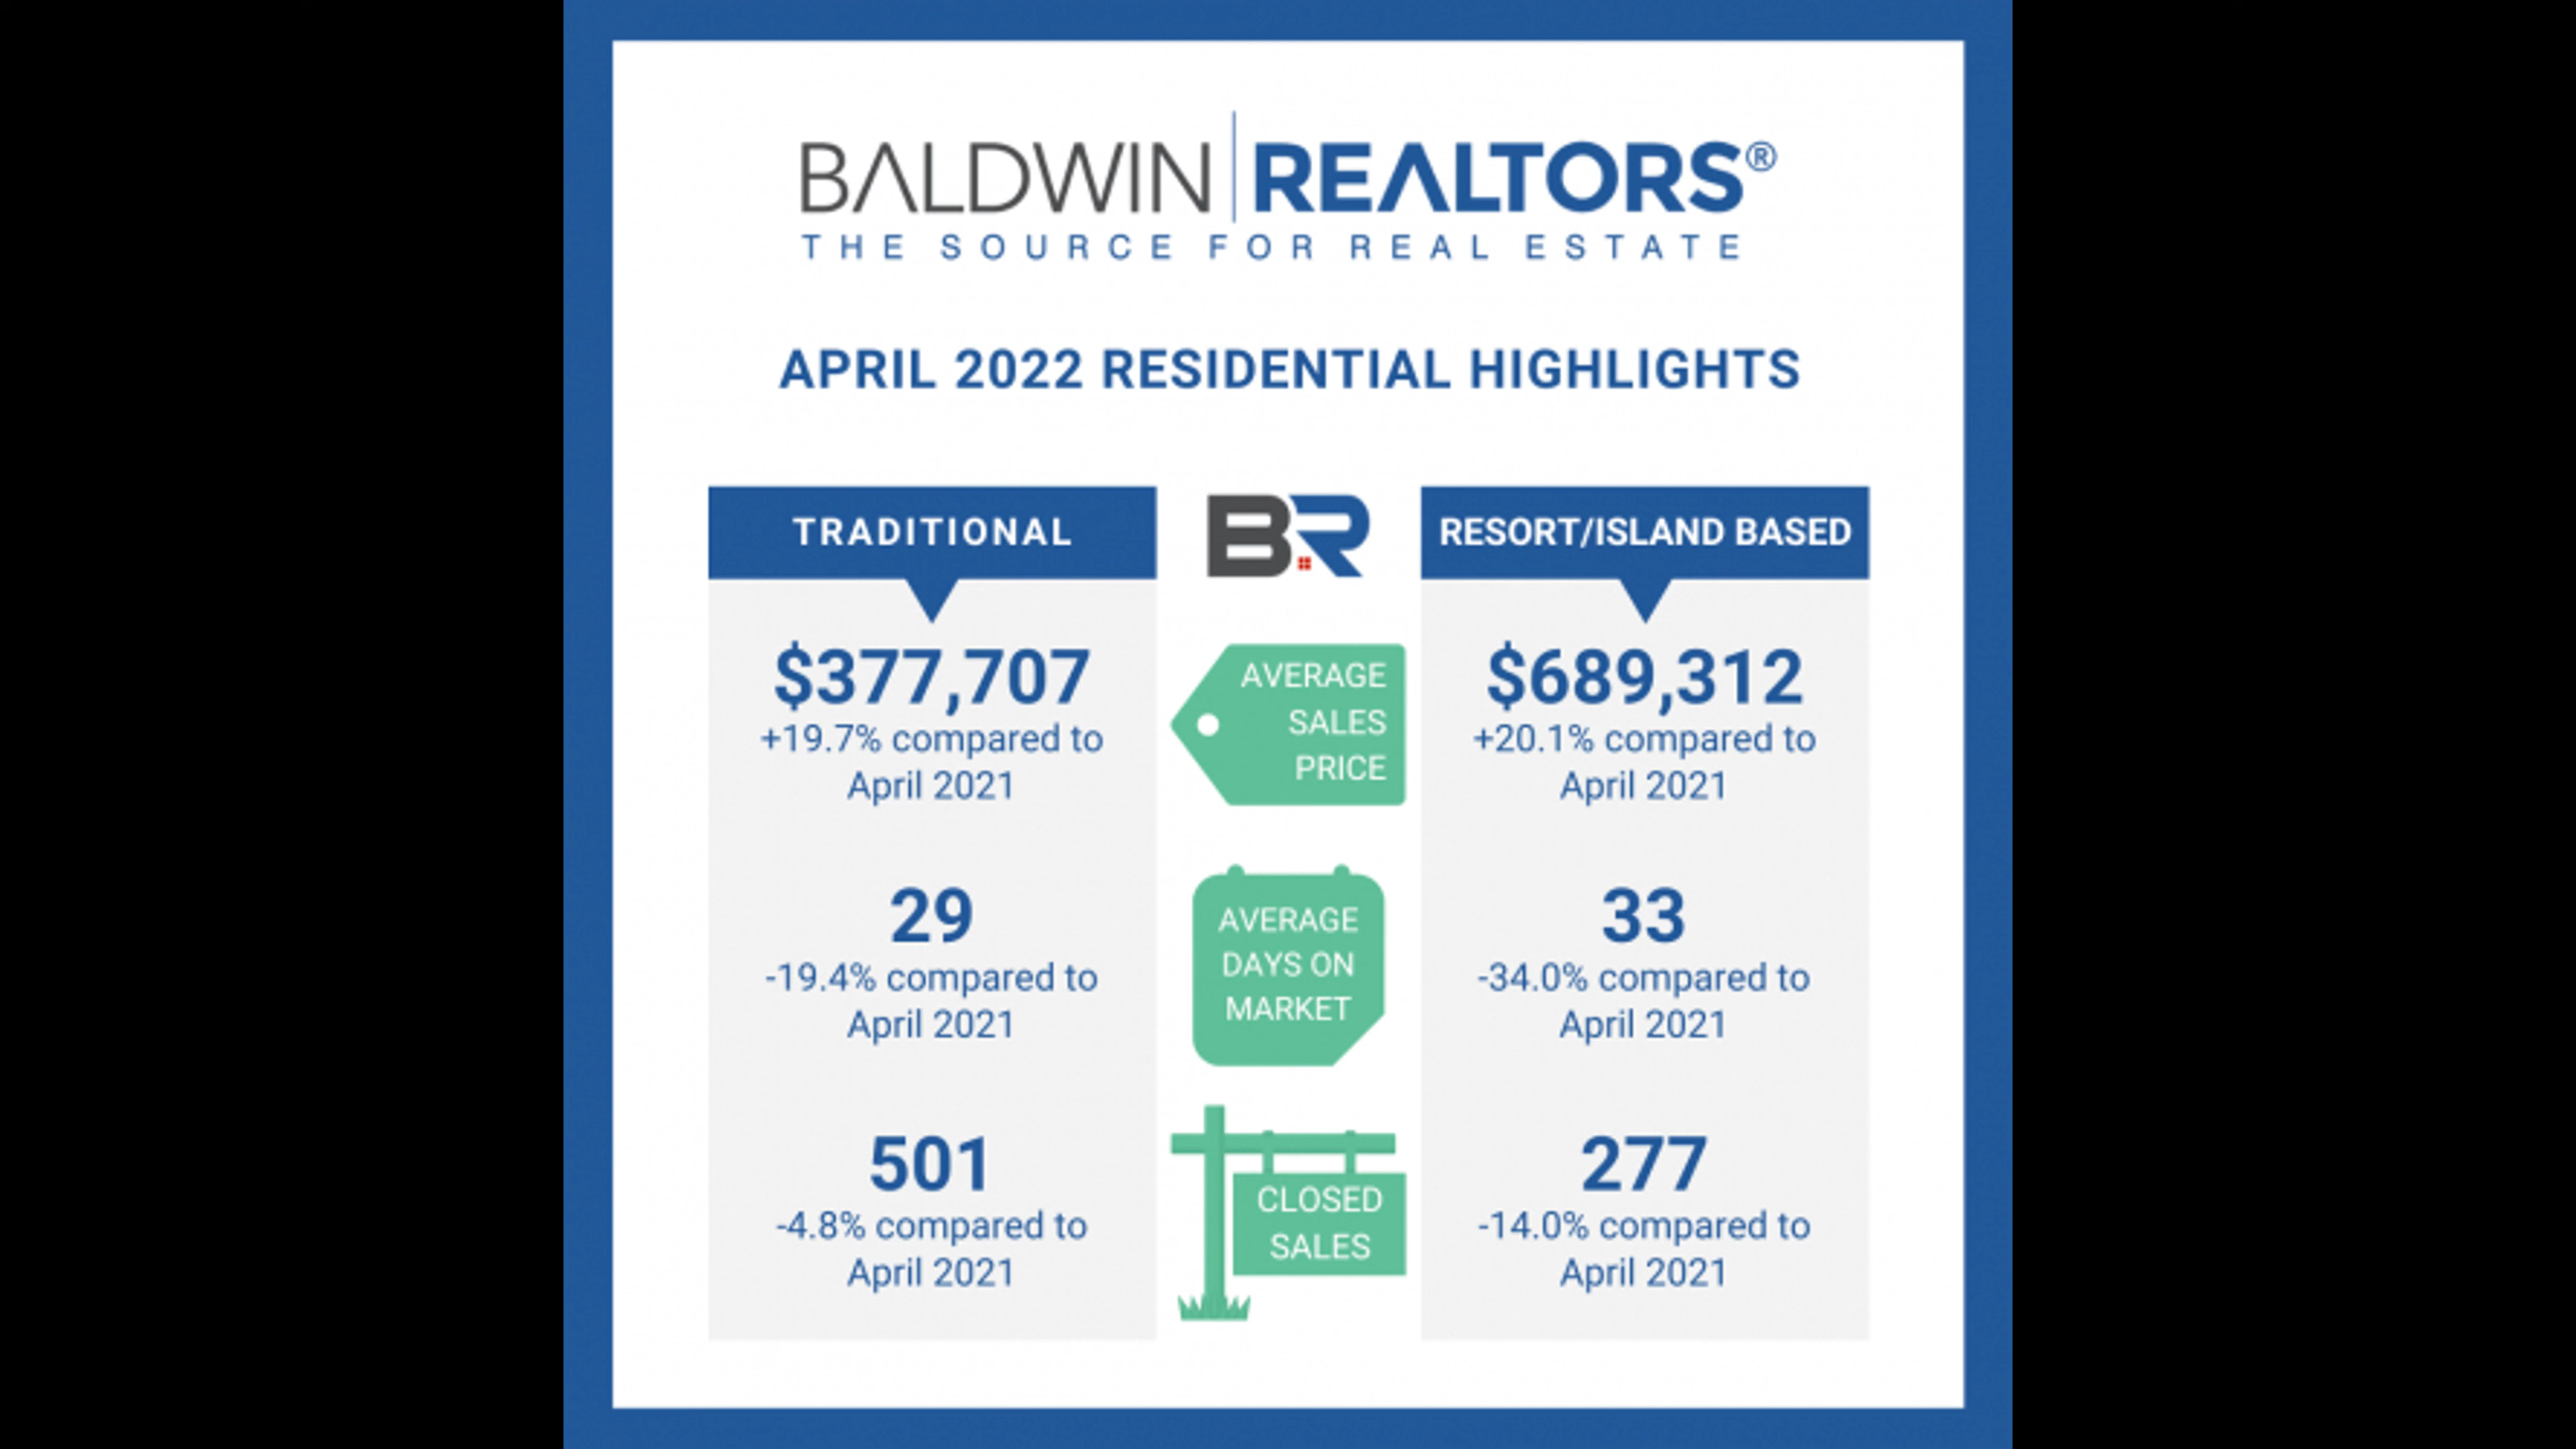 BALDWIN REALTORS®
THE SOURCE FOR REAL ESTATE
APRIL 2022 RESIDENTIAL HIGHLIGHTS
TRADITIONAL
BR
RESORT/ISLAND BASED
$377,707
+19.7% compared to
April 2021
AVERAGE
SALES
PRICE
$689,312
+20.1% compared to
April 2021
29
-19.4% compared to
April 2021
AVERAGE
DAYS ON
MARKET
33
-34.0% compared to
April 2021
501
-4.8% compared to
April 2021
CLOSED
SALES
277
-14.0% compared to
April 2021